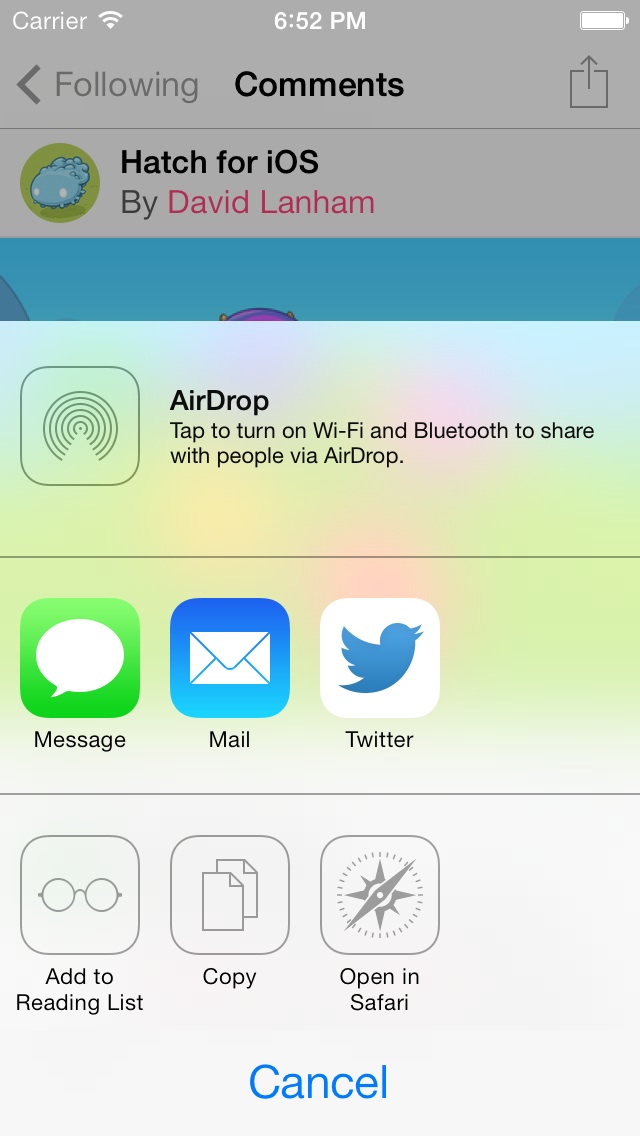 Carrier 6:52 PM
Following Comments
Hatch for iOS
By David Lanham
AirDrop
Tap to turn on Wi-Fi and Bluetooth to share
with people via AirDrop.
Message Mail Twitter
Add to
Reading List
Copy
Open in
Safari
Cancel